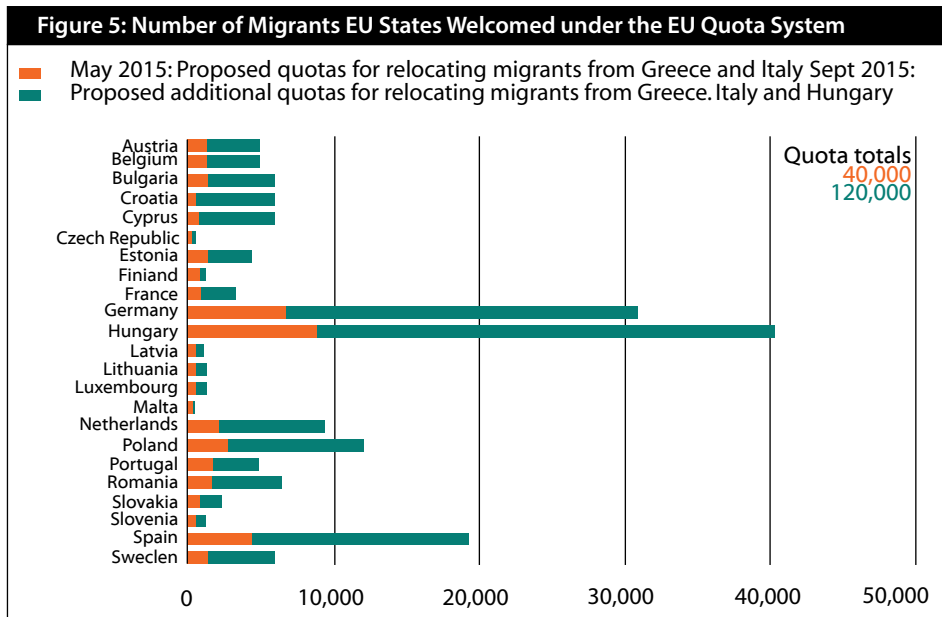 Figure 5: Number of Migrants EU States Welcomed under the EU Quota System
May 2015: Proposed quotas for relocating migrants from Greece and Italy Sept 2015:
Proposed additional quotas for relocating migrants from Greece. Italy and Hungary
Quota totals
40,000
120,000
Austria
Belgium
Bulgaria
Croatia
Cyprus
Czech Republic
Estonia
Finiand
France
Germany
Hungary
Latvia
Lithuania
Luxembourg
Malta
Netherlands
Poland
Portugal
Romania
Slovakia
Slovenia
Spain
Sweclen
0 10,000 20,000 30,000 40,000 50,000